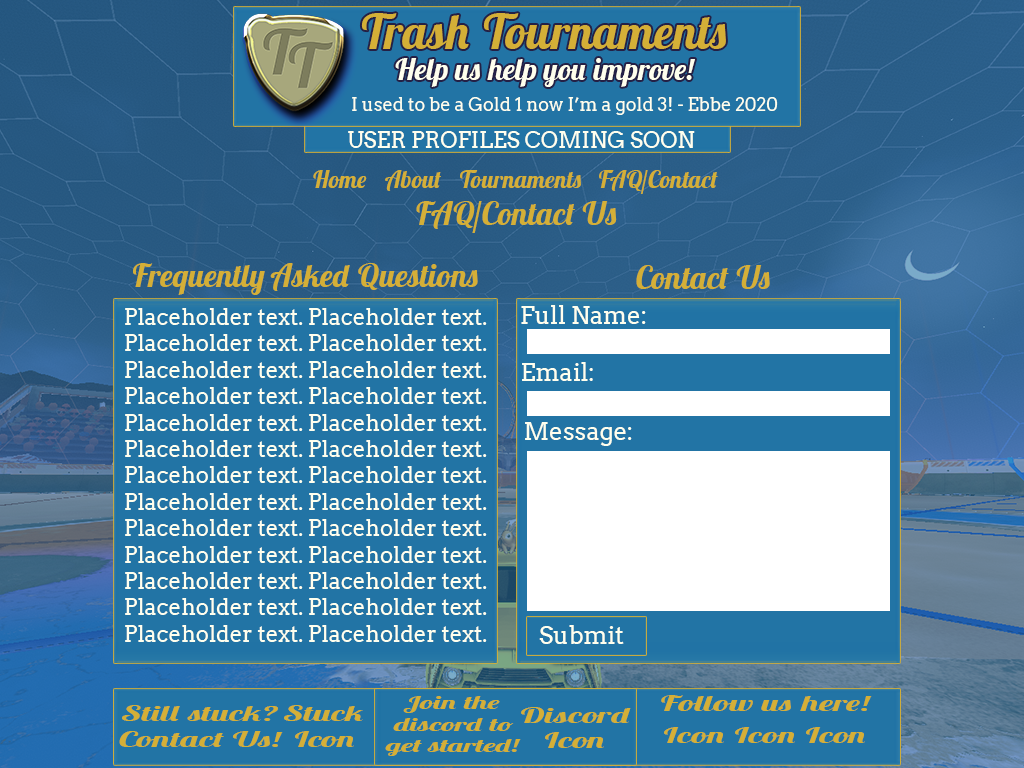 TT
Trash Tournaments
Help us help you improve!
I used to be a Gold 1 now I'm a gold 3! - Ebbe 2020
USER PROFILES COMING SOON
Home About Tournaments FAQ/Contact
FAQ/Contact Us
Frequently Asked Questions
Placeholder text. Placeholder text.
Placeholder text. Placeholder text.
Placeholder text. Placeholder text.
Placeholder text. Placeholder text.
Placeholder text. Placeholder text.
Placeholder text. Placeholder text.
Placeholder text. Placeholder text.
Placeholder text. Placeholder text.
Placeholder text. Placeholder text.
Placeholder text. Placeholder text.
Placeholder text. Placeholder text.
Placeholder text. Placeholder text.
Placeholder text. Placeholder text.
Contact Us
Full Name:
Email:
Message:
Submit
Still stuck? Stuck
Contact Us! Icon
Join the
discord to
get started!
Discord
Icon
Follow us here!
Icon Icon Icon